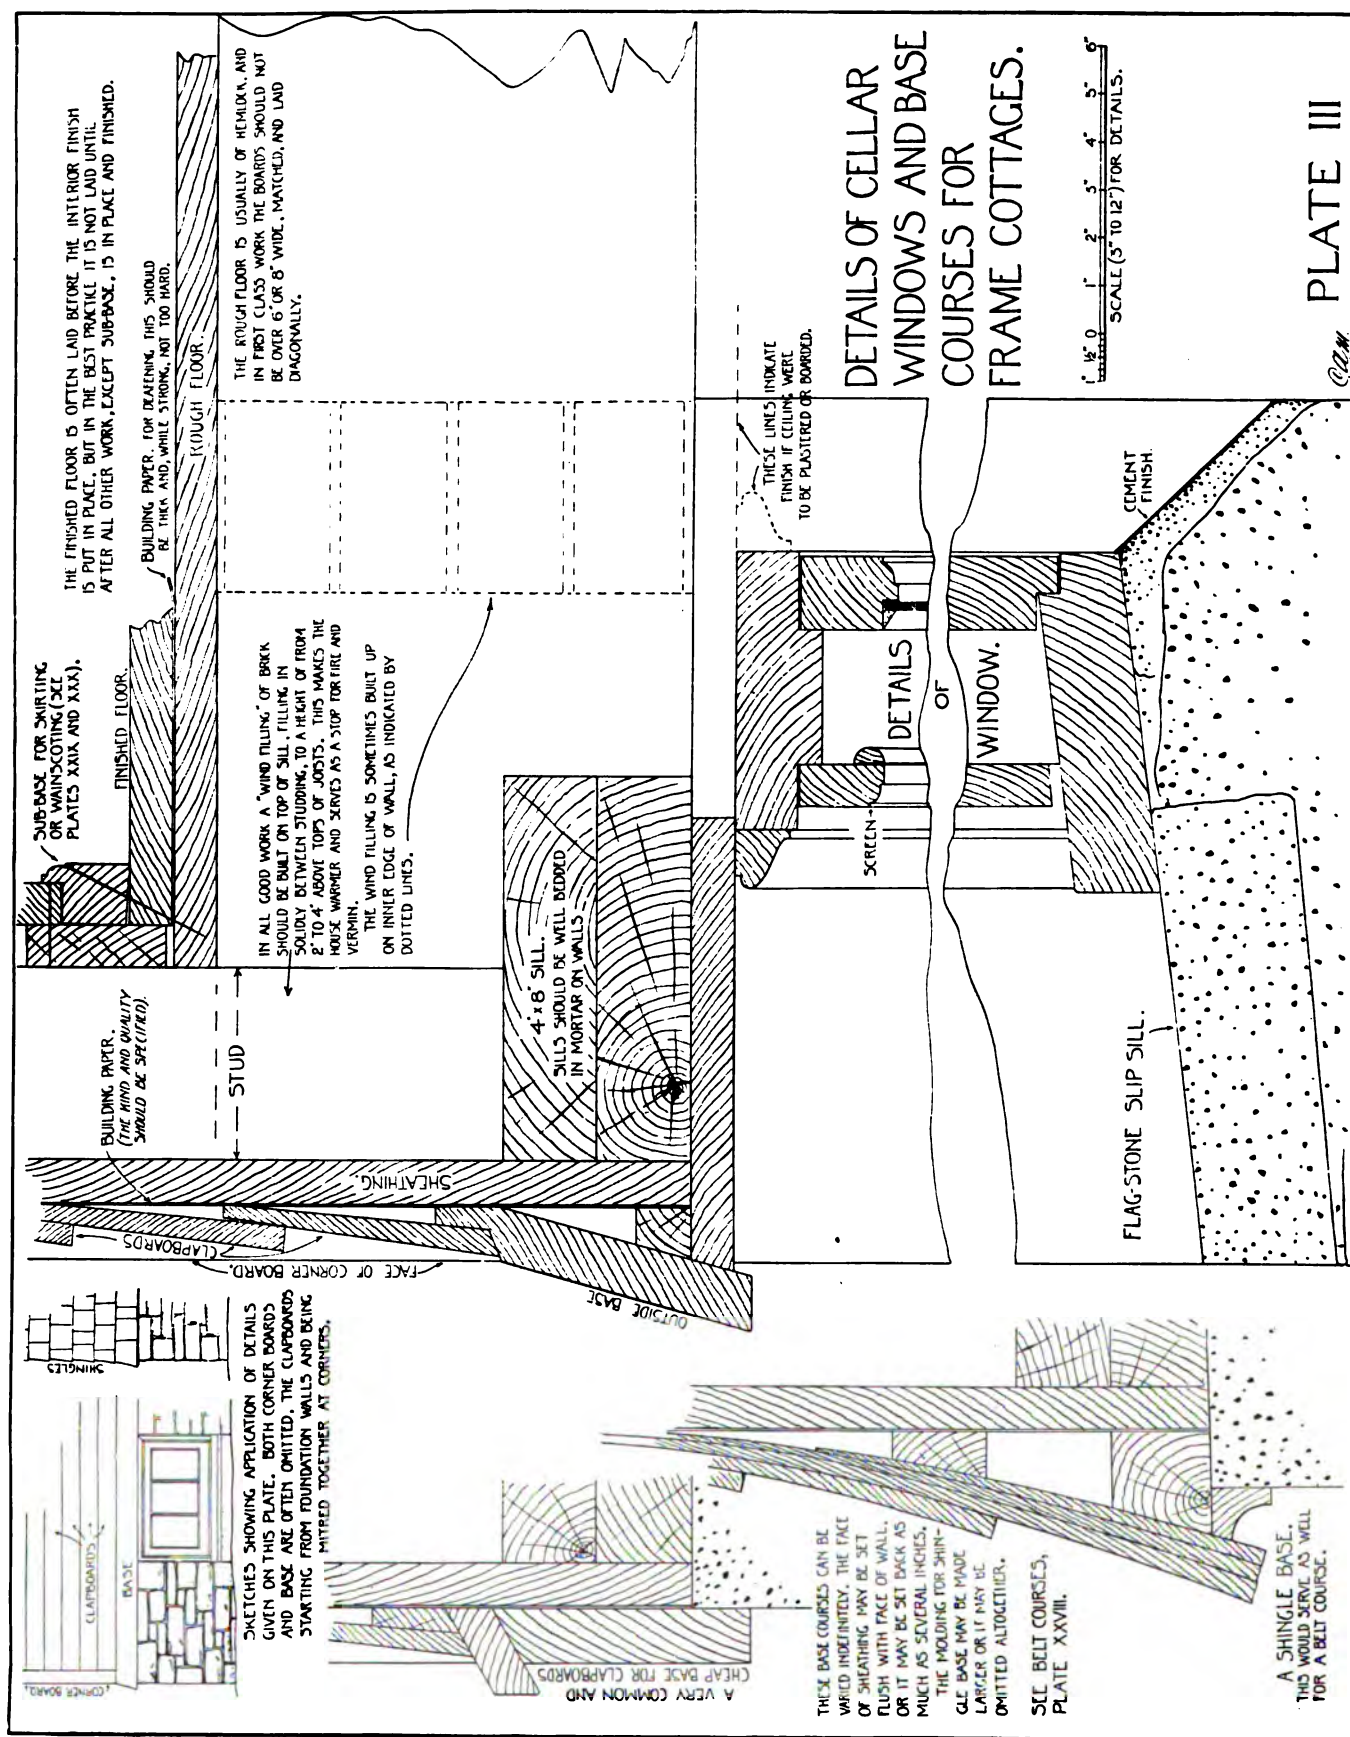 SUB-BASE FOR SKIRTING
OR WAINSCOTING (SEE
PLATES XXIX AND XXX).
FINISHED FLOOR.
THE FINISHED FLOOR IS OFTEN LAID BEFORE THE INTERIOR FINISH
IS PUT IN PLACE, BUT IN THE BEST PRACTICE IT IS NOT LAID UNTIL
AFTER ALL OTHER WORK, EXCEPT SUB-BASE, IS IN PLACE AND FINISHED.
BUILDING PAPER. FOR DEAFENING THIS SHOULD
BE THICK AND, WHILE STRONG, NOT TOO HARD.
ROUGH FLOOR.
THE ROUGH FLOOR IS USUALLY OF HEMLOCK, AND
IN FIRST CLASS WORK THE BOARDS SHOULD NOT
BE OVER 6" OR 8" WIDE, MATCHED, AND LAID
DIAGONALLY.
BUILDING PAPER.
(THE KIND AND QUALITY
SHOULD BE SPECIFIED).
STUD
IN ALL GOOD WORK A "WIND FILLING" OF BRICK
SHOULD BE BUILT ON TOP OF SILL, FILLING IN
SOLIDLY BETWEEN STUDDING, TO A HEIGHT OF FROM
2" TO 4" ABOVE TOPS OF JOISTS. THIS MAKES THE
HOUSE WARMER AND SERVES AS A STOP FOR FIRE AND
VERMIN.
THE WIND FILLING IS SOMETIMES BUILT UP
ON INNER EDGE OF WALL, AS INDICATED BY
DOTTED LINES.
4" x 8" SILL.
SILLS SHOULD BE WELL BEDDED
IN MORTAR ON WALLS
SHEATHING.
CLAPBOARDS
FACE OF CORNER BOARD.
OUTSIDE BASE
THESE LINES INDICATE
FINISH IF CEILING WERE
TO BE PLASTERED OR BOARDED.
SCREEN
DETAILS
OF
WINDOW.
CEMENT
FINISH.
FLAG-STONE SLIP SILL.
DETAILS OF CELLAR
WINDOWS AND BASE
COURSES FOR
FRAME COTTAGES.
1" ½" 0 1" 2" 3" 4" 5" 6"
SCALE (3" TO 12") FOR DETAILS.
PLATE III
CORNER BOARD.
CLAPBOARDS
BASE
SHINGLES
SKETCHES SHOWING APPLICATION OF DETAILS
GIVEN ON THIS PLATE. BOTH CORNER BOARDS
AND BASE ARE OFTEN OMITTED, THE CLAPBOARDS
STARTING FROM FOUNDATION WALLS AND BEING
MITRED TOGETHER AT CORNERS.
A VERY COMMON AND
CHEAP BASE FOR CLAPBOARDS
THESE BASE COURSES CAN BE
VARIED INDEFINITELY. THE FACE
OF SHEATHING MAY BE SET
FLUSH WITH FACE OF WALL,
OR IT MAY BE SET BACK AS
MUCH AS SEVERAL INCHES.
THE MOLDING FOR SHIN-
GLE BASE MAY BE MADE
LARGER OR IT MAY BE
OMITTED ALTOGETHER.
SEE BELT COURSES,
PLATE XXVIII.
A SHINGLE BASE.
THIS WOULD SERVE AS WELL
FOR A BELT COURSE.